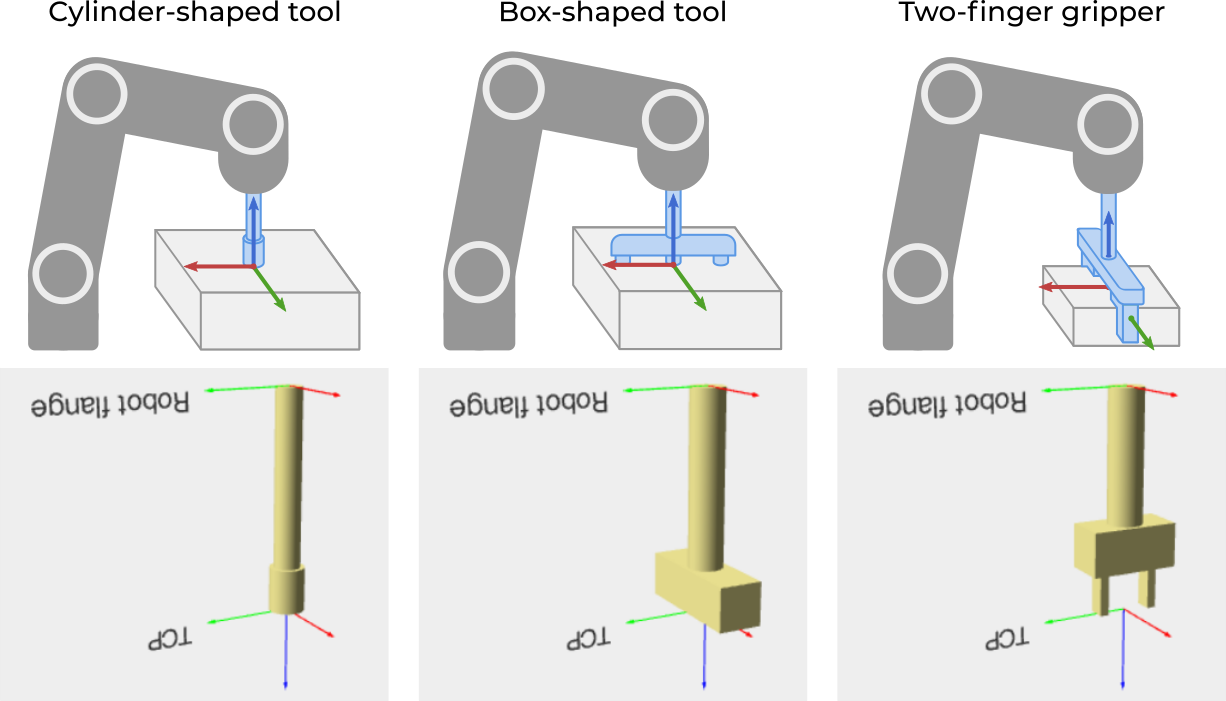 Cylinder-shaped tool
Box-shaped tool
Two-finger gripper
Robot flange
TCP
Robot flange
TCP
Robot flange
TCP